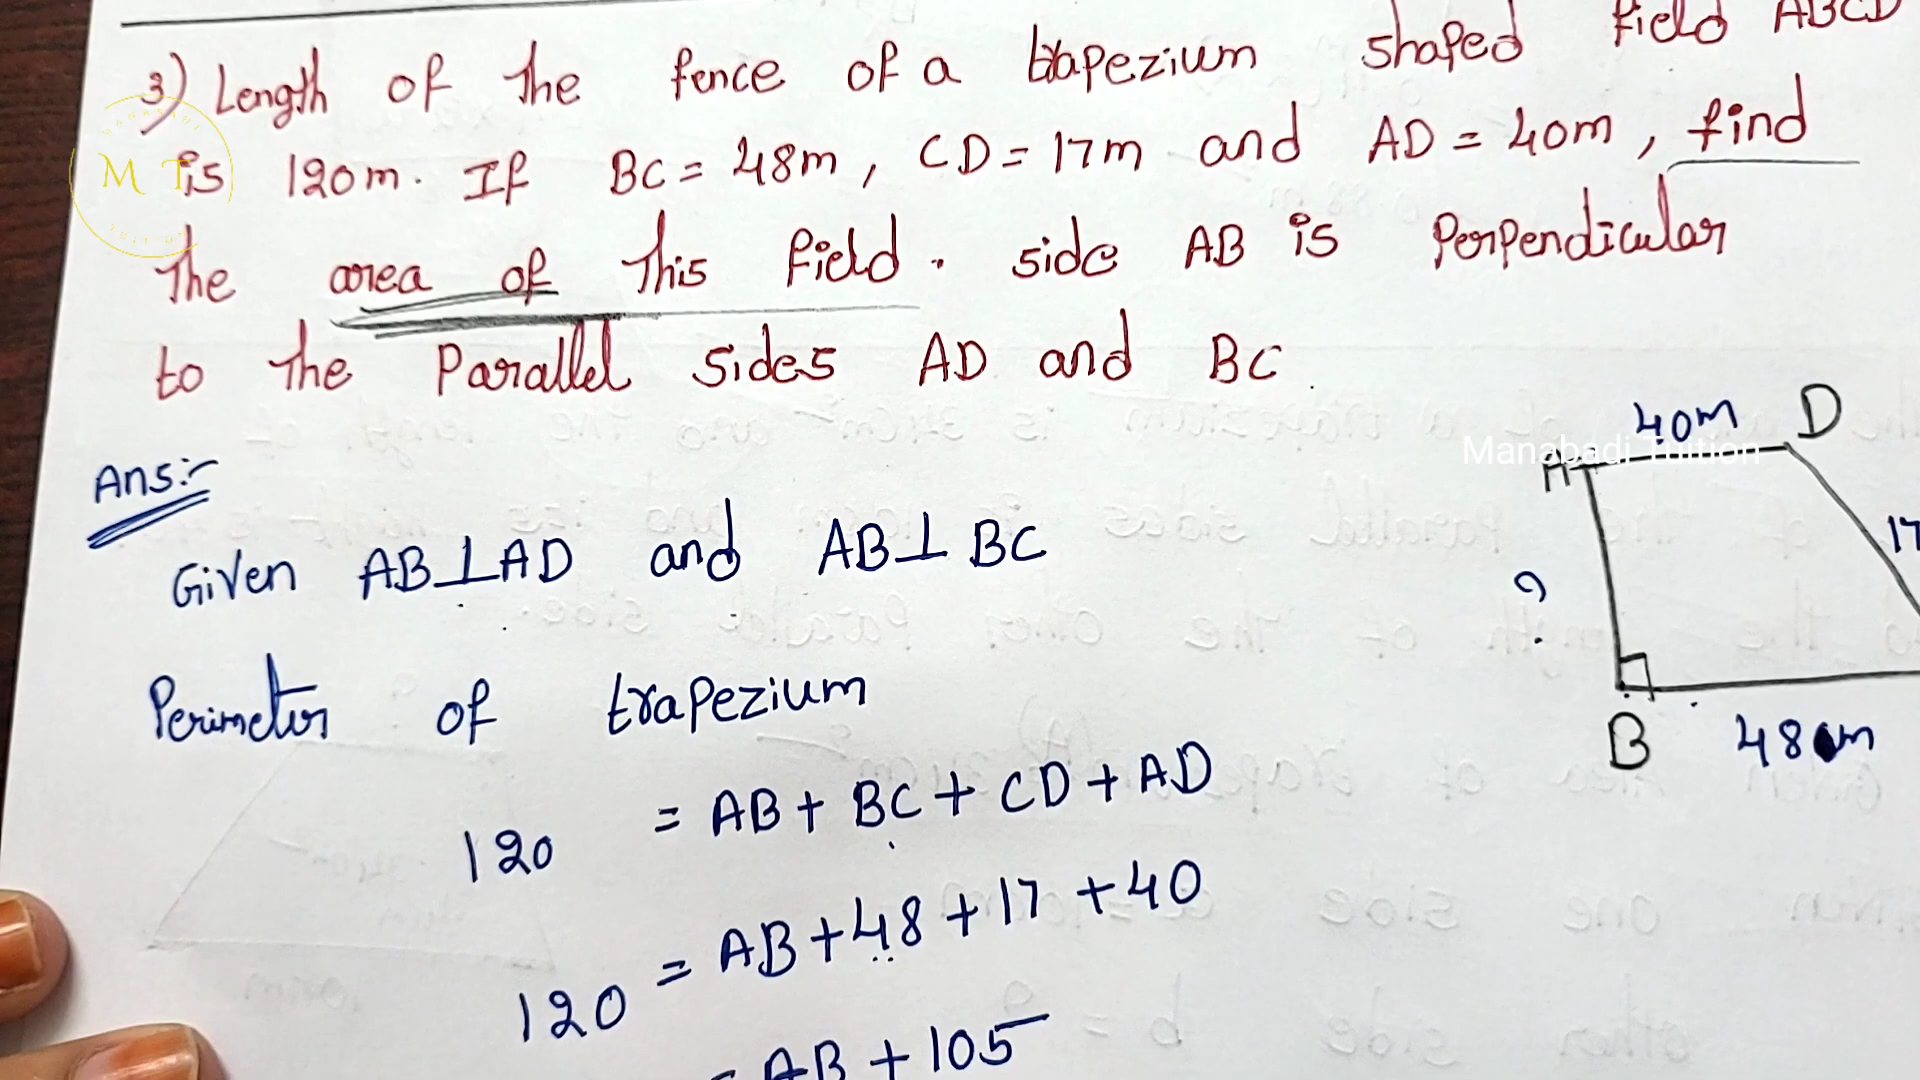 3) Length of the fence of a trapezium shaped field ABCD
is 120m. If BC = 48m, CD = 17m and AD = 40m, find
the area of this field. side AB is perpendicular
to the parallel sides AD and BC.
Ans:-
Given AB⊥AD and AB⊥BC
Perimeter of trapezium
120 = AB + BC + CD + AD
120 = AB + 48 + 17 + 40
= AB + 105
40m
A
D
17
?
B
48m
M T
Manabadi Tuition